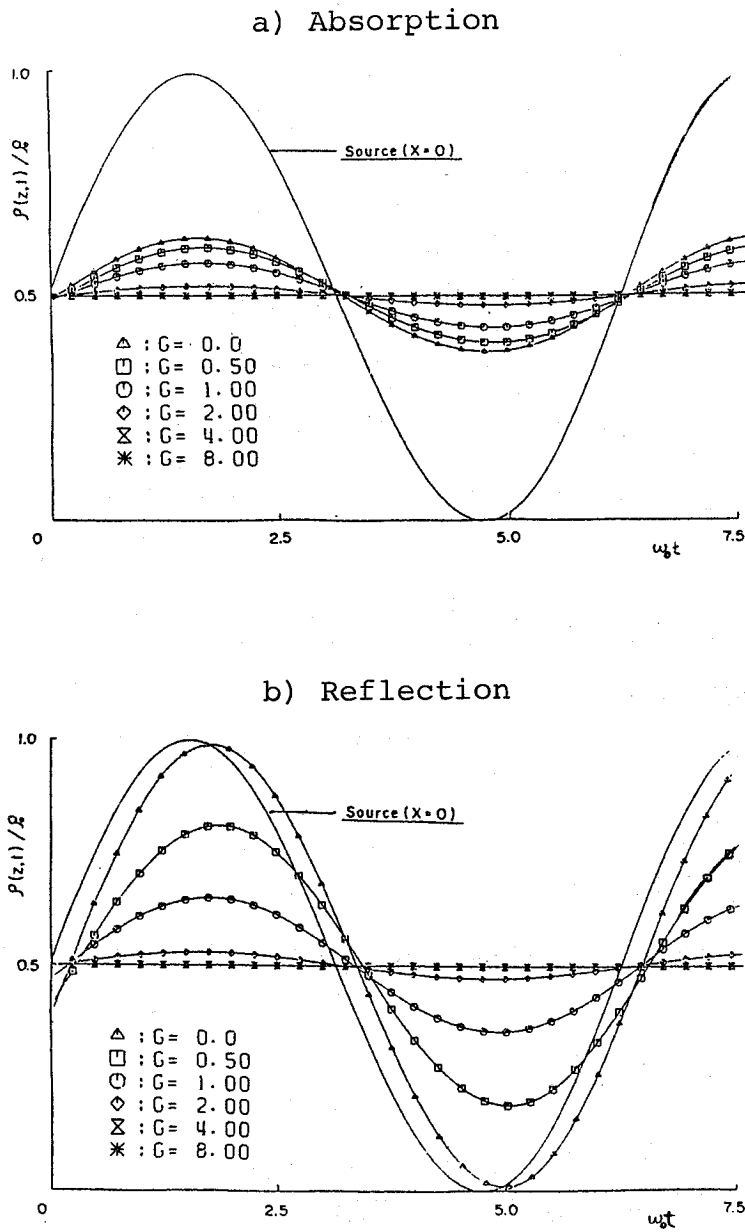 a) Absorption
1.0
ρ(z,t)/ρ₀
Source (X=0)
0.5
△ : G= 0.0
□ : G= 0.50
○ : G= 1.00
◇ : G= 2.00
⧖ : G= 4.00
✳ : G= 8.00
0 2.5 5.0 7.5
ω₀t
b) Reflection
1.0
ρ(z,t)/ρ₀
Source (X=0)
0.5
△ : G= 0.0
□ : G= 0.50
○ : G= 1.00
◇ : G= 2.00
⧖ : G= 4.00
✳ : G= 8.00
0 2.5 5.0 7.5
ω₀t